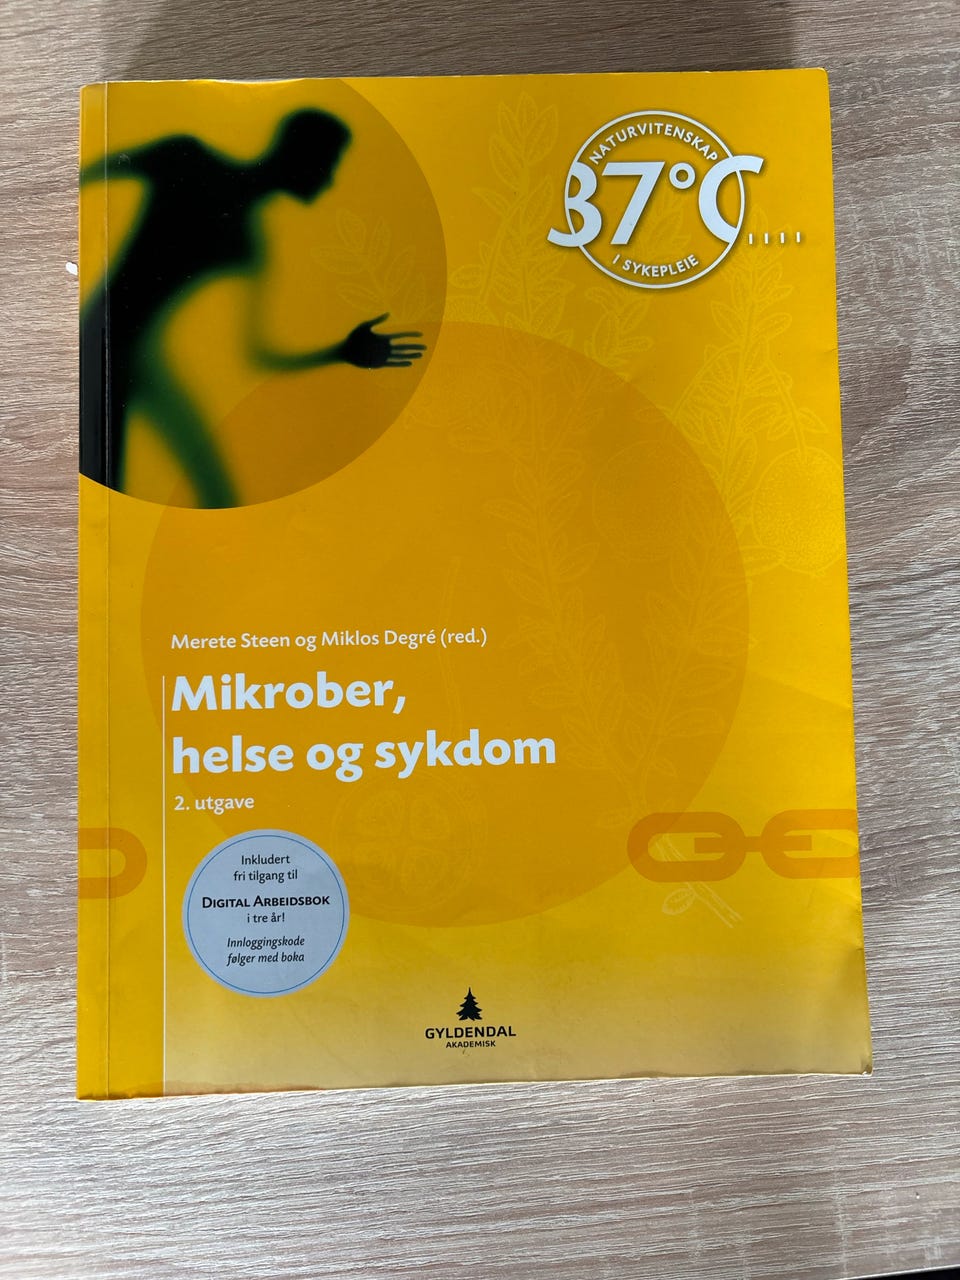 NATURVITENSKAP
37°C
I SYKEPLEIE
Merete Steen og Miklos Degré (red.)
Mikrober,
helse og sykdom
2. utgave
Inkludert
fri tilgang til
DIGITAL ARBEIDSBOK
i tre år!
Innloggingskode
følger med boka
GYLDENDAL
AKADEMISK